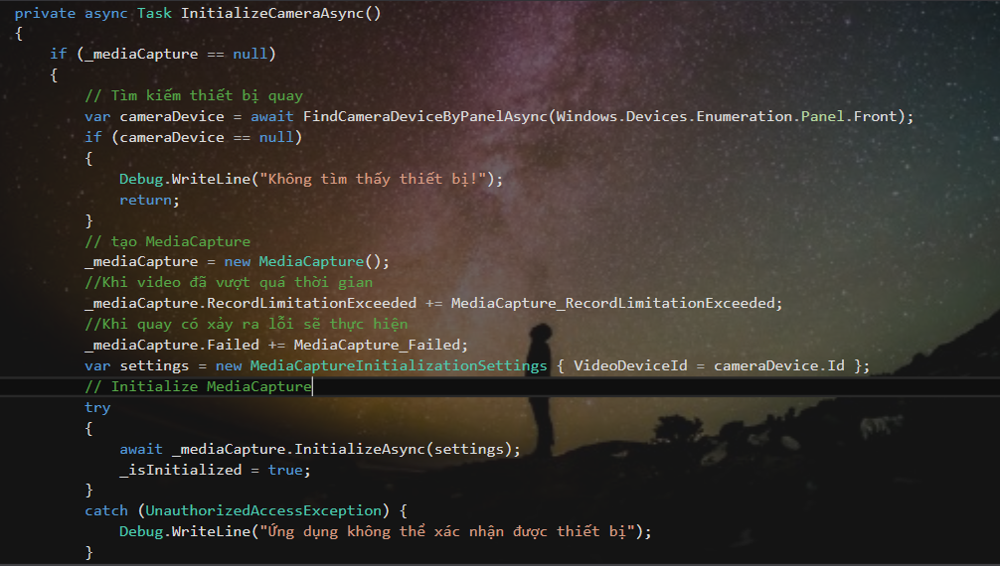 private async Task InitializeCameraAsync()
{
if (_mediaCapture == null)
{
// Tìm kiếm thiết bị quay
var cameraDevice = await FindCameraDeviceByPanelAsync(Windows.Devices.Enumeration.Panel.Front);
if (cameraDevice == null)
{
Debug.WriteLine("Không tìm thấy thiết bị!");
return;
}
// tạo MediaCapture
_mediaCapture = new MediaCapture();
//Khi video đã vượt quá thời gian
_mediaCapture.RecordLimitationExceeded += MediaCapture_RecordLimitationExceeded;
//Khi quay có xảy ra lỗi sẽ thực hiện
_mediaCapture.Failed += MediaCapture_Failed;
var settings = new MediaCaptureInitializationSettings { VideoDeviceId = cameraDevice.Id };
// Initialize MediaCapture
try
{
await _mediaCapture.InitializeAsync(settings);
_isInitialized = true;
}
catch (UnauthorizedAccessException) {
Debug.WriteLine("Ứng dụng không thể xác nhận được thiết bị");
}